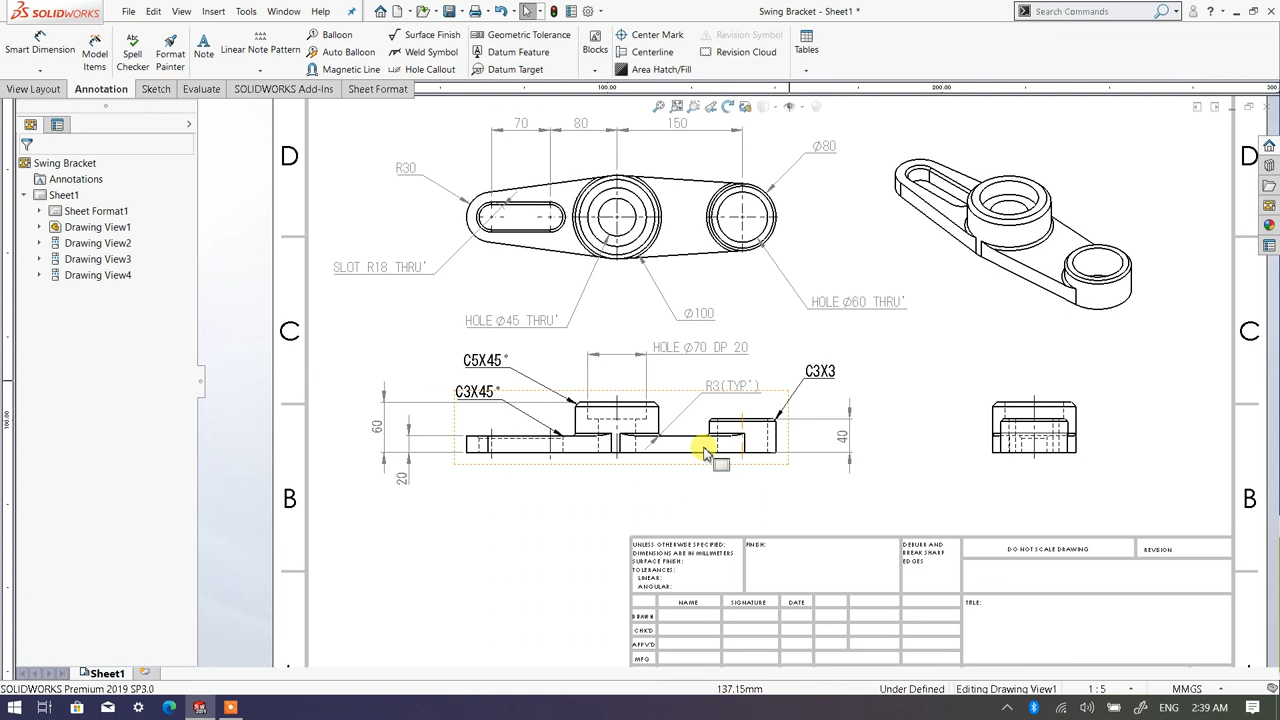 SOLIDWORKS
File Edit View Insert Tools Window Help
Swing Bracket - Sheet1 *
Search Commands
Smart Dimension
Model Items
Spell Checker
Format Painter
Note
Linear Note Pattern
Balloon
Auto Balloon
Magnetic Line
Surface Finish
Weld Symbol
Hole Callout
Geometric Tolerance
Datum Feature
Datum Target
Blocks
Center Mark
Centerline
Area Hatch/Fill
Revision Symbol
Revision Cloud
Tables
View Layout Annotation Sketch Evaluate SOLIDWORKS Add-Ins Sheet Format
100.00 200.00 300.
100.00
Swing Bracket
Annotations
Sheet1
Sheet Format1
Drawing View1
Drawing View2
Drawing View3
Drawing View4
D D
C C
B B
70 80 150
R30
Ø80
SLOT R18 THRU'
HOLE Ø45 THRU'
Ø100
HOLE Ø60 THRU'
HOLE Ø70 DP 20
C5X45°
C3X45°
R3(TYP')
C3X3
60
20
40
UNLESS OTHERWISE SPECIFIED:
DIMENSIONS ARE IN MILLIMETERS
SURFACE FINISH:
TOLERANCES:
LINEAR:
ANGULAR:
FINISH:
DEBURR AND
BREAK SHARP
EDGES
DO NOT SCALE DRAWING
REVISION
NAME SIGNATURE DATE
TITLE:
DRAWN
CHK'D
APPV'D
MFG
Sheet1
SOLIDWORKS Premium 2019 SP3.0
137.15mm Under Defined Editing Drawing View1 1 : 5 MMGS
ENG 2:39 AM